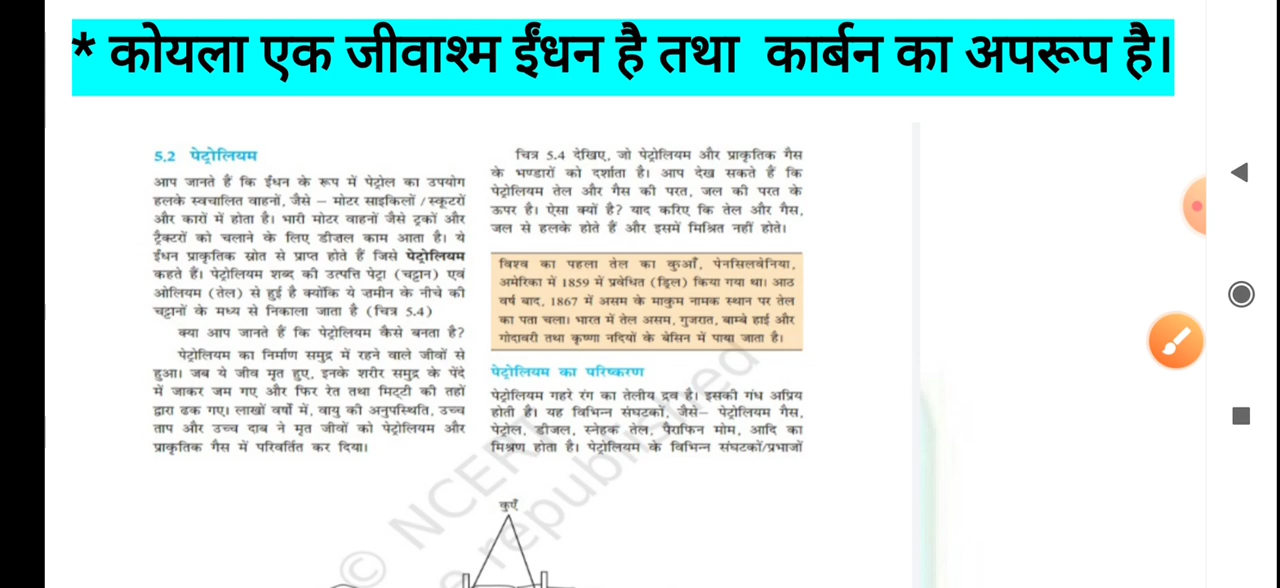 * कोयला एक जीवाश्म ईंधन है तथा कार्बन का अपरूप है।
5.2 पेट्रोलियम
आप जानते हैं कि ईंधन के रूप में पेट्रोल का उपयोग
हलके स्वचालित वाहनों, जैसे – मोटर साइकिलों/स्कूटरों
और कारों में होता है। भारी मोटर वाहनों जैसे ट्रकों और
ट्रैक्टरों को चलाने के लिए डीज़ल काम आता है। ये
ईंधन प्राकृतिक स्रोत से प्राप्त होते हैं जिसे पेट्रोलियम
कहते हैं। पेट्रोलियम शब्द की उत्पत्ति पेट्रा (चट्टान) एवं
ओलियम (तेल) से हुई है क्योंकि ये ज़मीन के नीचे की
चट्टानों के मध्य से निकाला जाता है (चित्र 5.4)
क्या आप जानते हैं कि पेट्रोलियम कैसे बनता है?
पेट्रोलियम का निर्माण समुद्र में रहने वाले जीवों से
हुआ। जब ये जीव मृत हुए, इनके शरीर समुद्र के पेंदे
में जाकर जम गए और फिर रेत तथा मिट्टी की तहों
द्वारा ढक गए। लाखों वर्षों में, वायु की अनुपस्थिति, उच्च
ताप और उच्च दाब ने मृत जीवों को पेट्रोलियम और
प्राकृतिक गैस में परिवर्तित कर दिया।
चित्र 5.4 देखिए, जो पेट्रोलियम और प्राकृतिक गैस
के भण्डारों को दर्शाता है। आप देख सकते हैं कि
पेट्रोलियम तेल और गैस की परत, जल की परत के
ऊपर है। ऐसा क्यों है? याद करिए कि तेल और गैस,
जल से हलके होते हैं और इसमें मिश्रित नहीं होते।
विश्व का पहला तेल का कुआँ, पेनसिलवेनिया,
अमेरिका में 1859 में प्रवेधित (ड्रिल) किया गया था। आठ
वर्ष बाद, 1867 में असम के माकुम नामक स्थान पर तेल
का पता चला। भारत में तेल असम, गुजरात, बाम्बे हाई और
गोदावरी तथा कृष्णा नदियों के बेसिन में पाया जाता है।
पेट्रोलियम का परिष्करण
पेट्रोलियम गहरे रंग का तेलीय द्रव है। इसकी गंध अप्रिय
होती है। यह विभिन्न संघटकों, जैसे– पेट्रोलियम गैस,
पेट्रोल, डीजल, स्नेहक तेल, पैराफिन मोम, आदि का
मिश्रण होता है। पेट्रोलियम के विभिन्न संघटकों/प्रभाजों
कुएँ
© NCERT
e republished